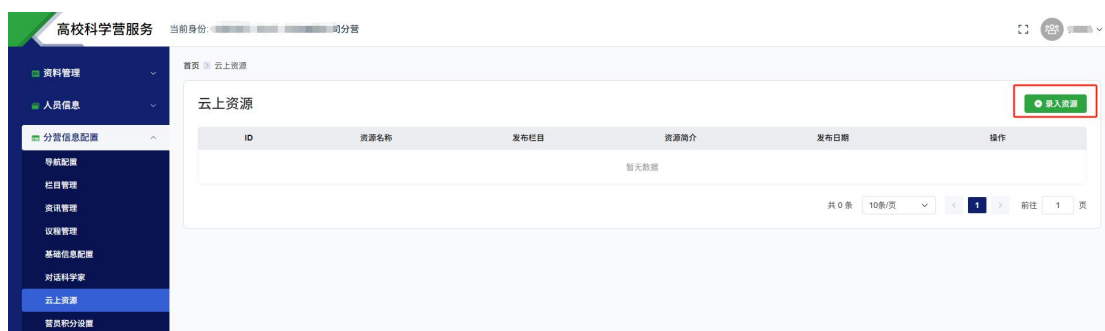 高校科学营服务 当前身份: 司分营
资料管理
人员信息
分营信息配置
导航配置
栏目管理
资讯管理
议程管理
基础信息配置
对话科学家
云上资源
营员积分设置
首页 云上资源
云上资源 录入资源
ID 资源名称 发布栏目 资源简介 发布日期 操作
暂无数据
共 0 条 10条/页 1 前往 1 页